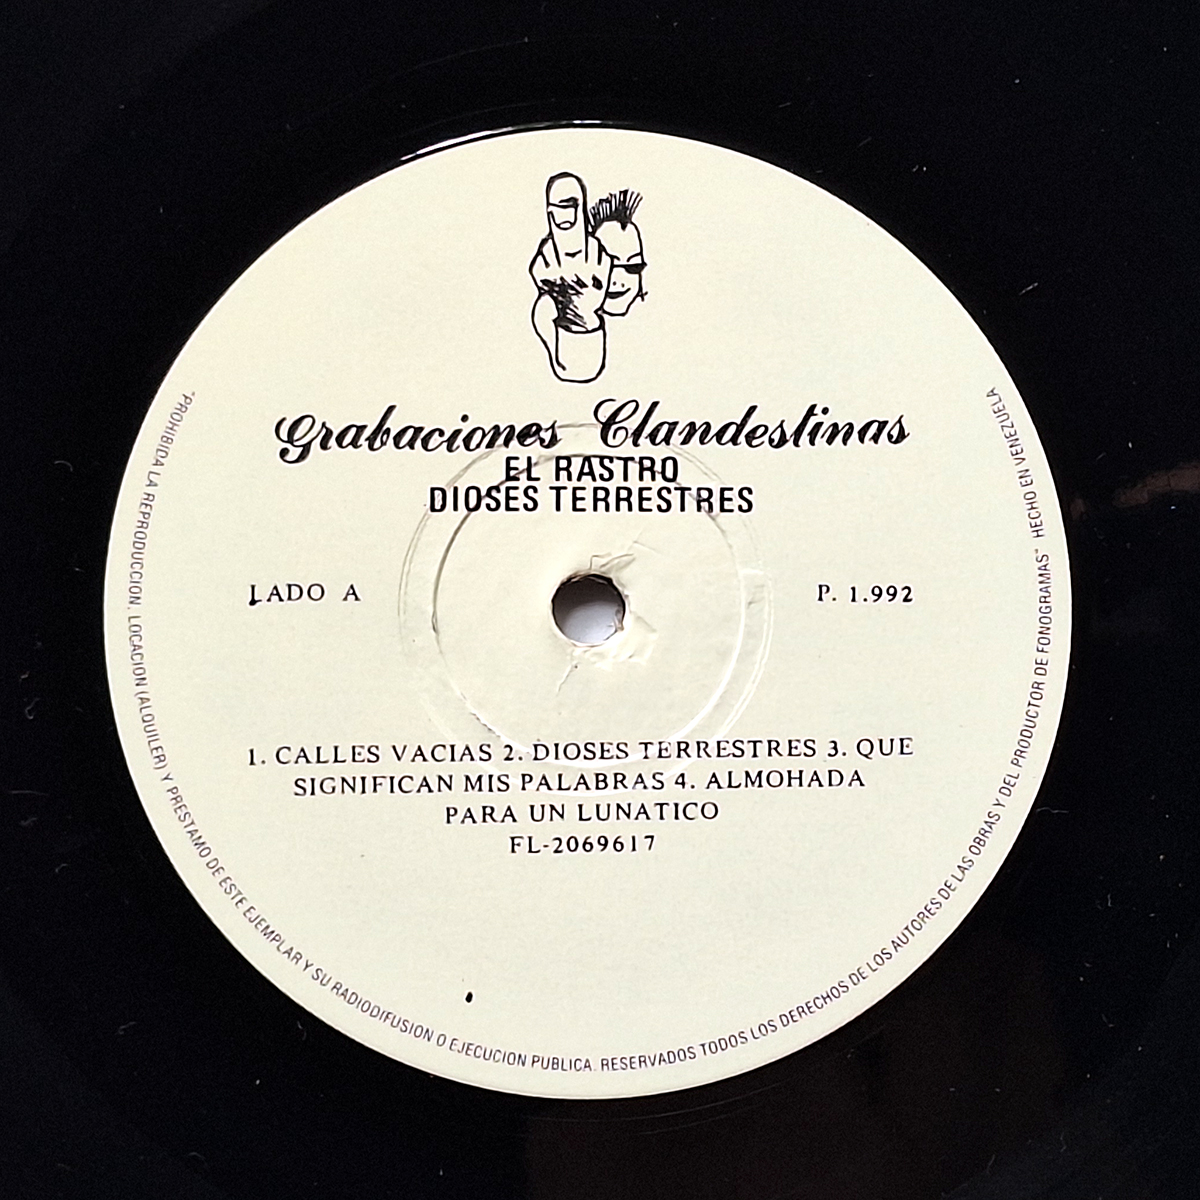 Grabaciones Clandestinas
EL RASTRO
DIOSES TERRESTRES
LADO A
P. 1.992
1. CALLES VACIAS 2. DIOSES TERRESTRES 3. QUE
SIGNIFICAN MIS PALABRAS 4. ALMOHADA
PARA UN LUNATICO
FL-2069617
"PROHIBIDA LA REPRODUCCION, LOCACION (ALQUILER) Y PRESTAMO DE ESTE EJEMPLAR Y SU RADIODIFUSION O EJECUCION PUBLICA. RESERVADOS TODOS LOS DERECHOS DE LOS AUTORES DE LAS OBRAS Y DEL PRODUCTOR DE FONOGRAMAS" HECHO EN VENEZUELA